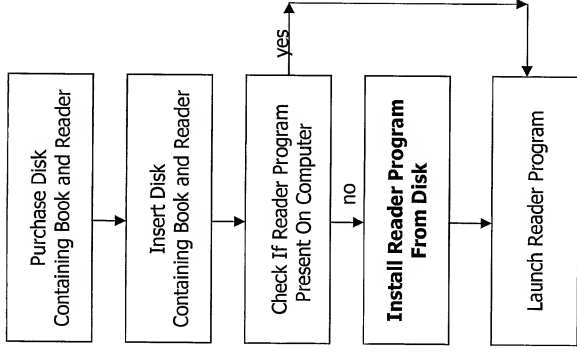 Purchase Disk
Containing Book and Reader
Insert Disk
Containing Book and Reader
Check If Reader Program
Present On Computer
yes
no
Install Reader Program
From Disk
Launch Reader Program